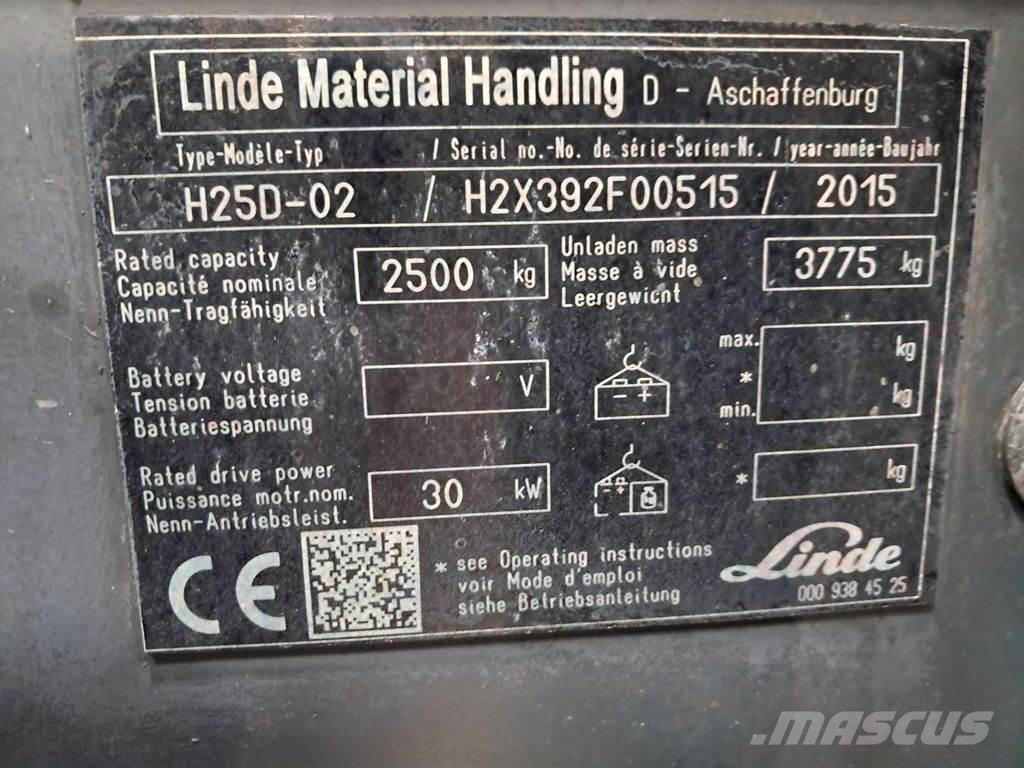 Linde Material Handling D - Aschaffenburg
Type-Modèle-Typ / Serial no.-No. de série-Serien-Nr. / year-année-Baujahr
H25D-02 / H2X392F00515 / 2015
Rated capacity
Capacité nominale
Nenn-Tragfähigkeit
2500 kg
Unladen mass
Masse à vide
Leergewicht
3775 kg
Battery voltage
Tension batterie
Batteriespannung
V
- +
max. kg
*
min. kg
Rated drive power
Puissance motr.nom.
Nenn-Antriebsleist.
30 kW
- +
* kg
CE
* see Operating instructions
voir Mode d'emploi
siehe Betriebsanleitung
Linde
000 938 45 25
MASCUS